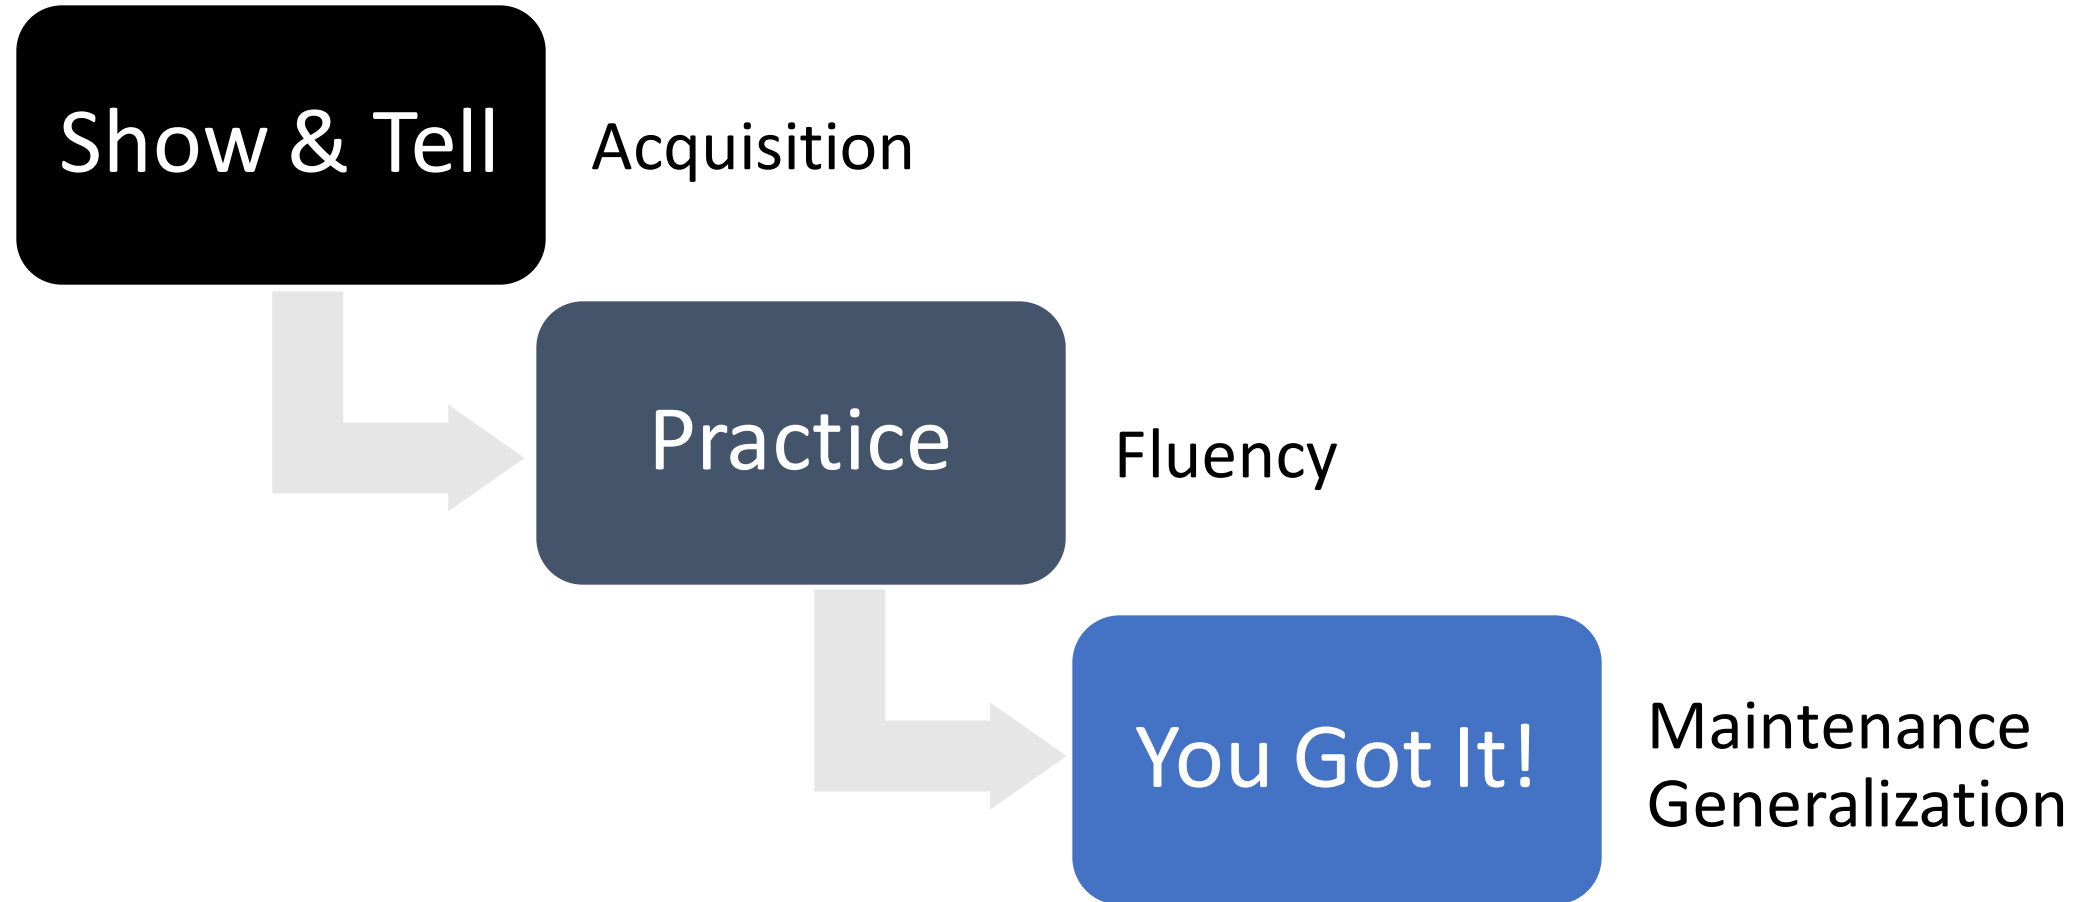 Show & Tell
Acquisition
Practice
Fluency
You Got It!
Maintenance
Generalization